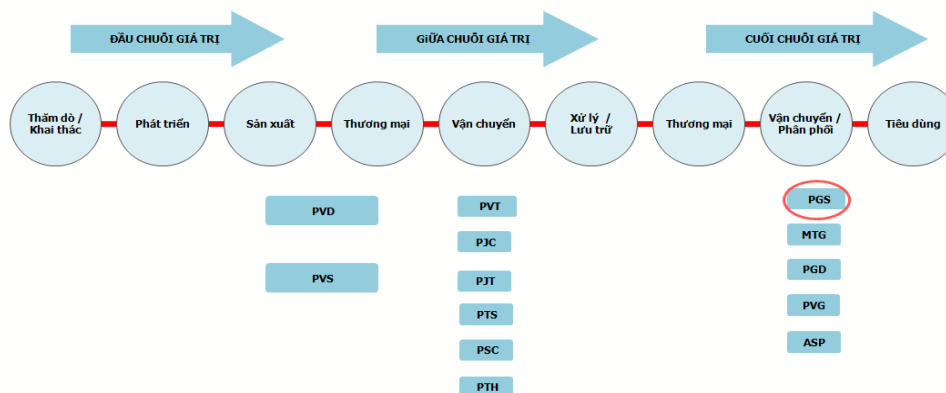 ĐẦU CHUỖI GIÁ TRỊ
GIỮA CHUỖI GIÁ TRỊ
CUỐI CHUỖI GIÁ TRỊ
Thăm dò /
Khai thác
Phát triển
Sản xuất
Thương mại
Vận chuyển
Xử lý /
Lưu trữ
Thương mại
Vận chuyển /
Phân phối
Tiêu dùng
PVD
PVS
PVT
PJC
PJT
PTS
PSC
PTH
PGS
MTG
PGD
PVG
ASP